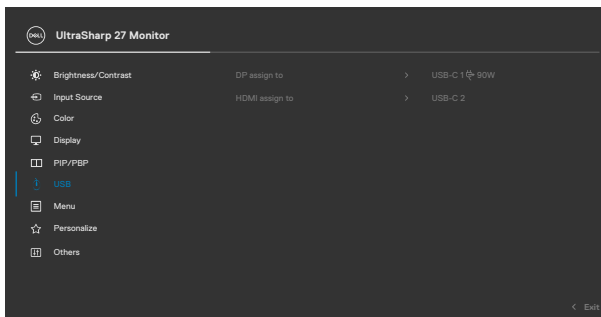 DELL UltraSharp 27 Monitor
Brightness/Contrast DP assign to > USB-C 1 90W
Input Source HDMI assign to > USB-C 2
Color
Display
PIP/PBP
USB
Menu
Personalize
Others
< Exit